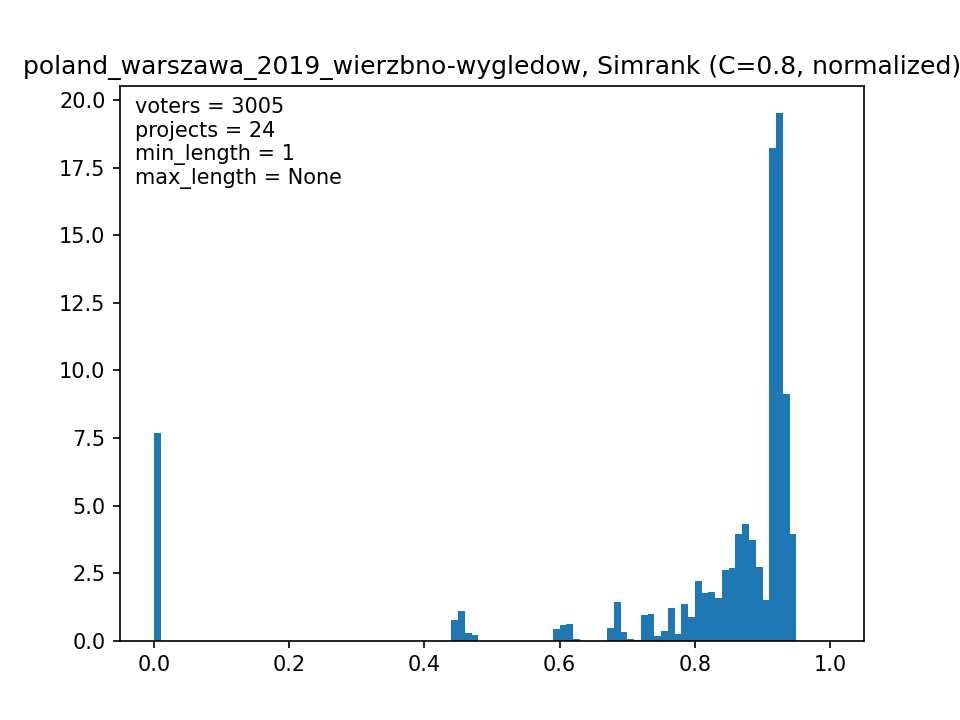 poland_warszawa_2019_wierzbno-wygledow, Simrank (C=0.8, normalized)
voters = 3005
projects = 24
min_length = 1
max_length = None
20.0
17.5
15.0
12.5
10.0
7.5
5.0
2.5
0.0
0.0 0.2 0.4 0.6 0.8 1.0